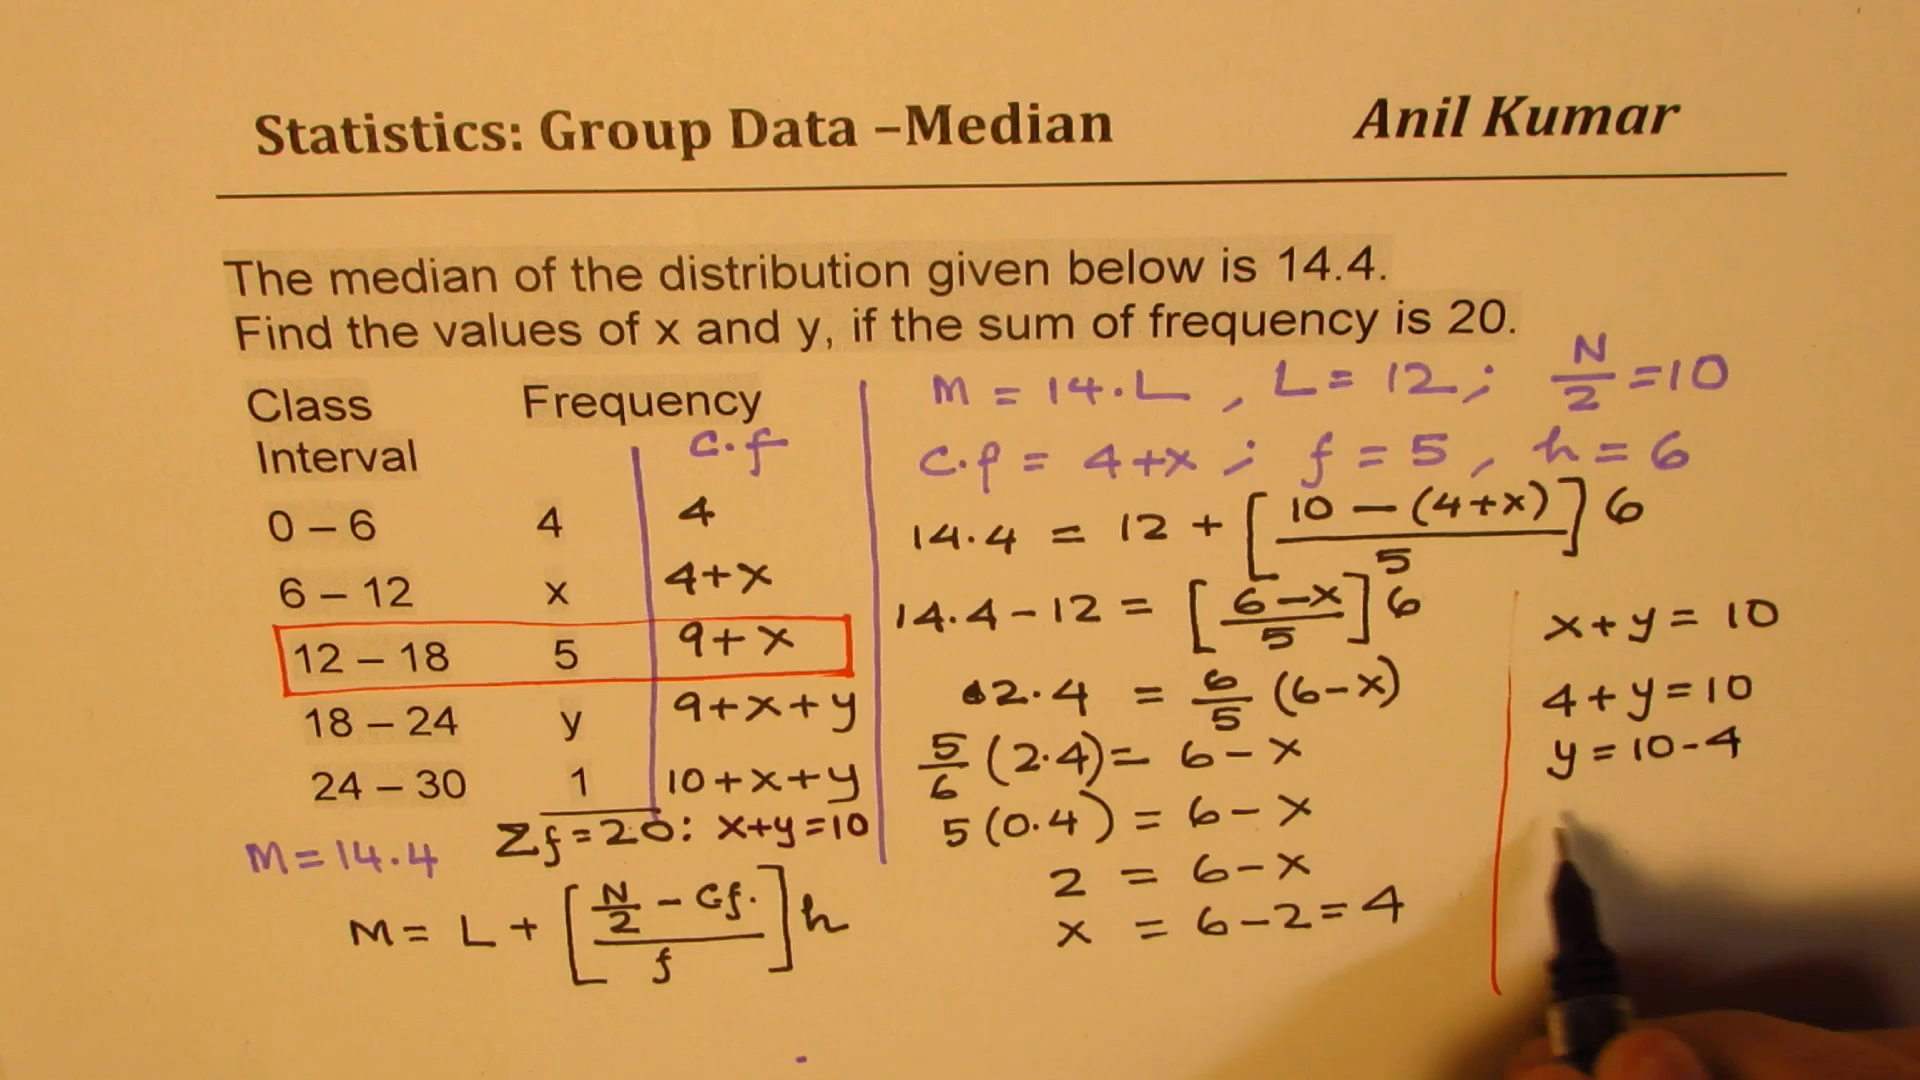 Statistics: Group Data –Median
Anil Kumar
The median of the distribution given below is 14.4.
Find the values of x and y, if the sum of frequency is 20.
Class Interval Frequency c.f
0 – 6 4 4
6 – 12 x 4+x
12 – 18 5 9+x
18 – 24 y 9+x+y
24 – 30 1 10+x+y
Σf=20: x+y=10
M=14.4
M= L+ [(N/2 - Cf.)/f] h
M = 14.4 , L= 12; N/2 =10
C.f = 4+x ; f = 5, h = 6
14.4 = 12 + [(10 – (4+x))/5] 6
14.4-12 = [(6-x)/5] 6
2.4 = 6/5 (6-x)
5/6 (2.4) = 6-x
5(0.4) = 6-x
2 = 6-x
x = 6-2=4
x+y= 10
4+y=10
y=10-4